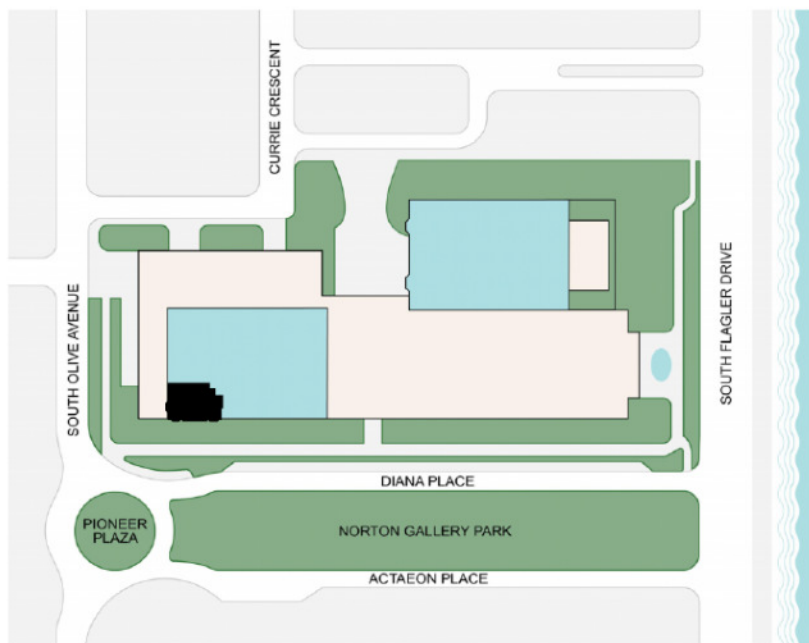 CURRIE CRESCENT
SOUTH OLIVE AVENUE
SOUTH FLAGLER DRIVE
DIANA PLACE
PIONEER
PLAZA
NORTON GALLERY PARK
ACTAEON PLACE